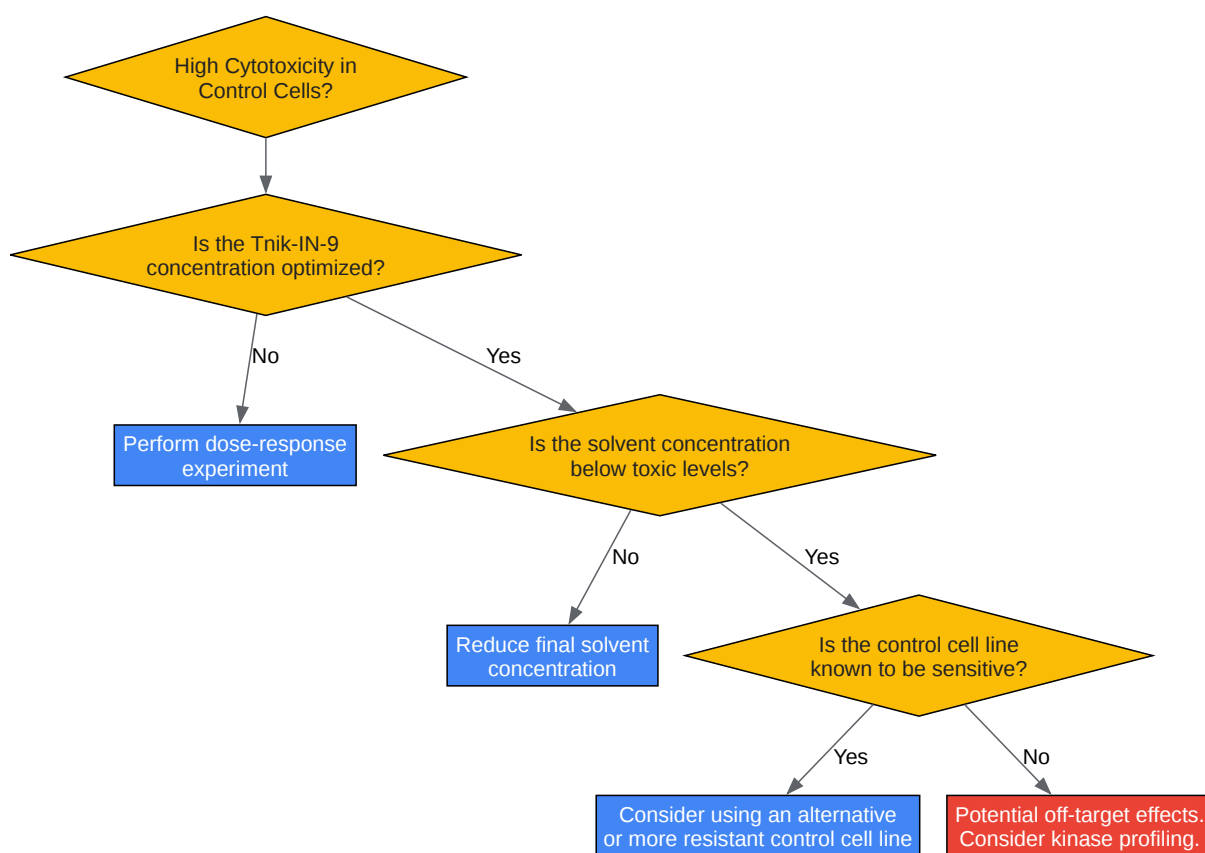 High Cytotoxicity in
Control Cells?
Is the Tnik-IN-9
concentration optimized?
No
Yes
Perform dose-response
experiment
Is the solvent concentration
below toxic levels?
No
Yes
Reduce final solvent
concentration
Is the control cell line
known to be sensitive?
Yes
No
Consider using an alternative
or more resistant control cell line
Potential off-target effects.
Consider kinase profiling.